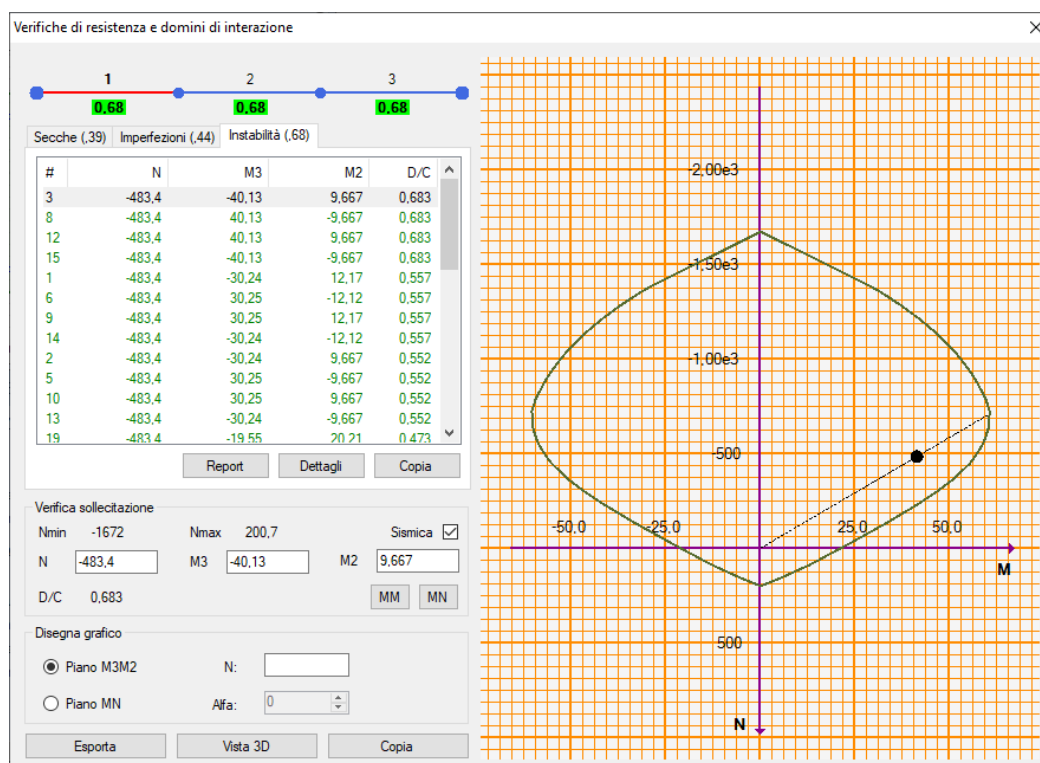 Verifiche di resistenza e domini di interazione
1 2 3
0,68 0,68 0,68
Secche (,39) Imperfezioni (,44) Instabilità (,68)
# N M3 M2 D/C
3 -483,4 -40,13 9,667 0,683
8 -483,4 40,13 -9,667 0,683
12 -483,4 40,13 9,667 0,683
15 -483,4 -40,13 -9,667 0,683
1 -483,4 -30,24 12,17 0,557
6 -483,4 30,25 -12,12 0,557
9 -483,4 30,25 12,17 0,557
14 -483,4 -30,24 -12,12 0,557
2 -483,4 -30,24 9,667 0,552
5 -483,4 30,25 -9,667 0,552
10 -483,4 30,25 9,667 0,552
13 -483,4 -30,24 -9,667 0,552
19 -483,4 -19,55 20,21 0,473
Report Dettagli Copia
Verifica sollecitazione
Nmin -1672 Nmax 200,7 Sismica
N -483,4 M3 -40,13 M2 9,667
D/C 0,683 MM MN
Disegna grafico
Piano M3M2 N:
Piano MN Alfa: 0
Esporta Vista 3D Copia
-2,00e3
-1,50e3
-1,00e3
-500
-50,0 -25,0 25,0 50,0
M
500
N